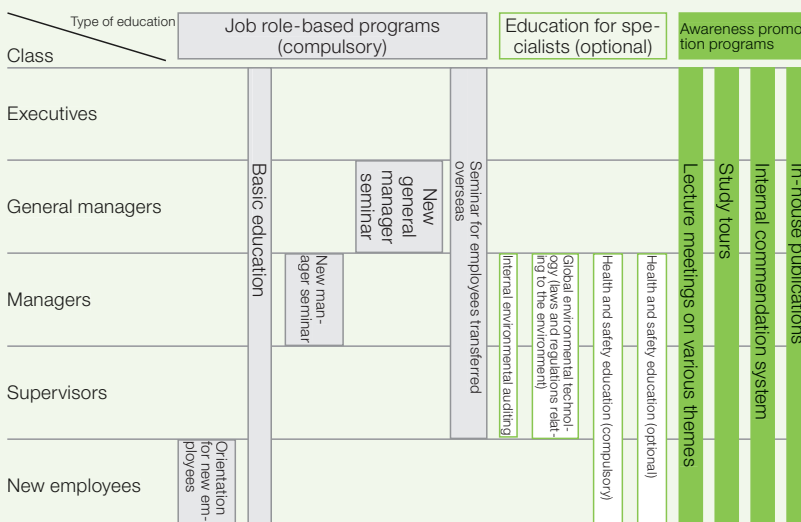 Type of education
Class
Job role-based programs
(compulsory)
Education for spe-
cialists (optional)
Awareness promo
tion programs
Executives
General managers
Managers
Supervisors
New employees
Orientation
for new em-
ployees
Basic education
New man-
ager seminar
New
general
manager
seminar
Seminar for employees transferred
overseas
Internal environmental auditing
Global environmental technol-
ogy (laws and regulations relat-
ing to the environment)
Health and safety education (compulsory)
Health and safety education (optional)
Lecture meetings on various themes
Study tours
Internal commendation system
In-house publications